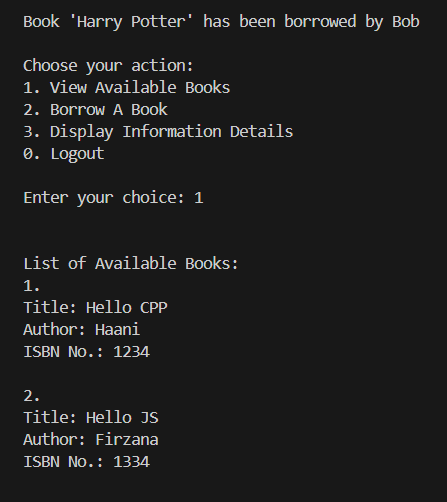 Book 'Harry Potter' has been borrowed by Bob
Choose your action:
1. View Available Books
2. Borrow A Book
3. Display Information Details
0. Logout
Enter your choice: 1
List of Available Books:
1.
Title: Hello CPP
Author: Haani
ISBN No.: 1234
2.
Title: Hello JS
Author: Firzana
ISBN No.: 1334